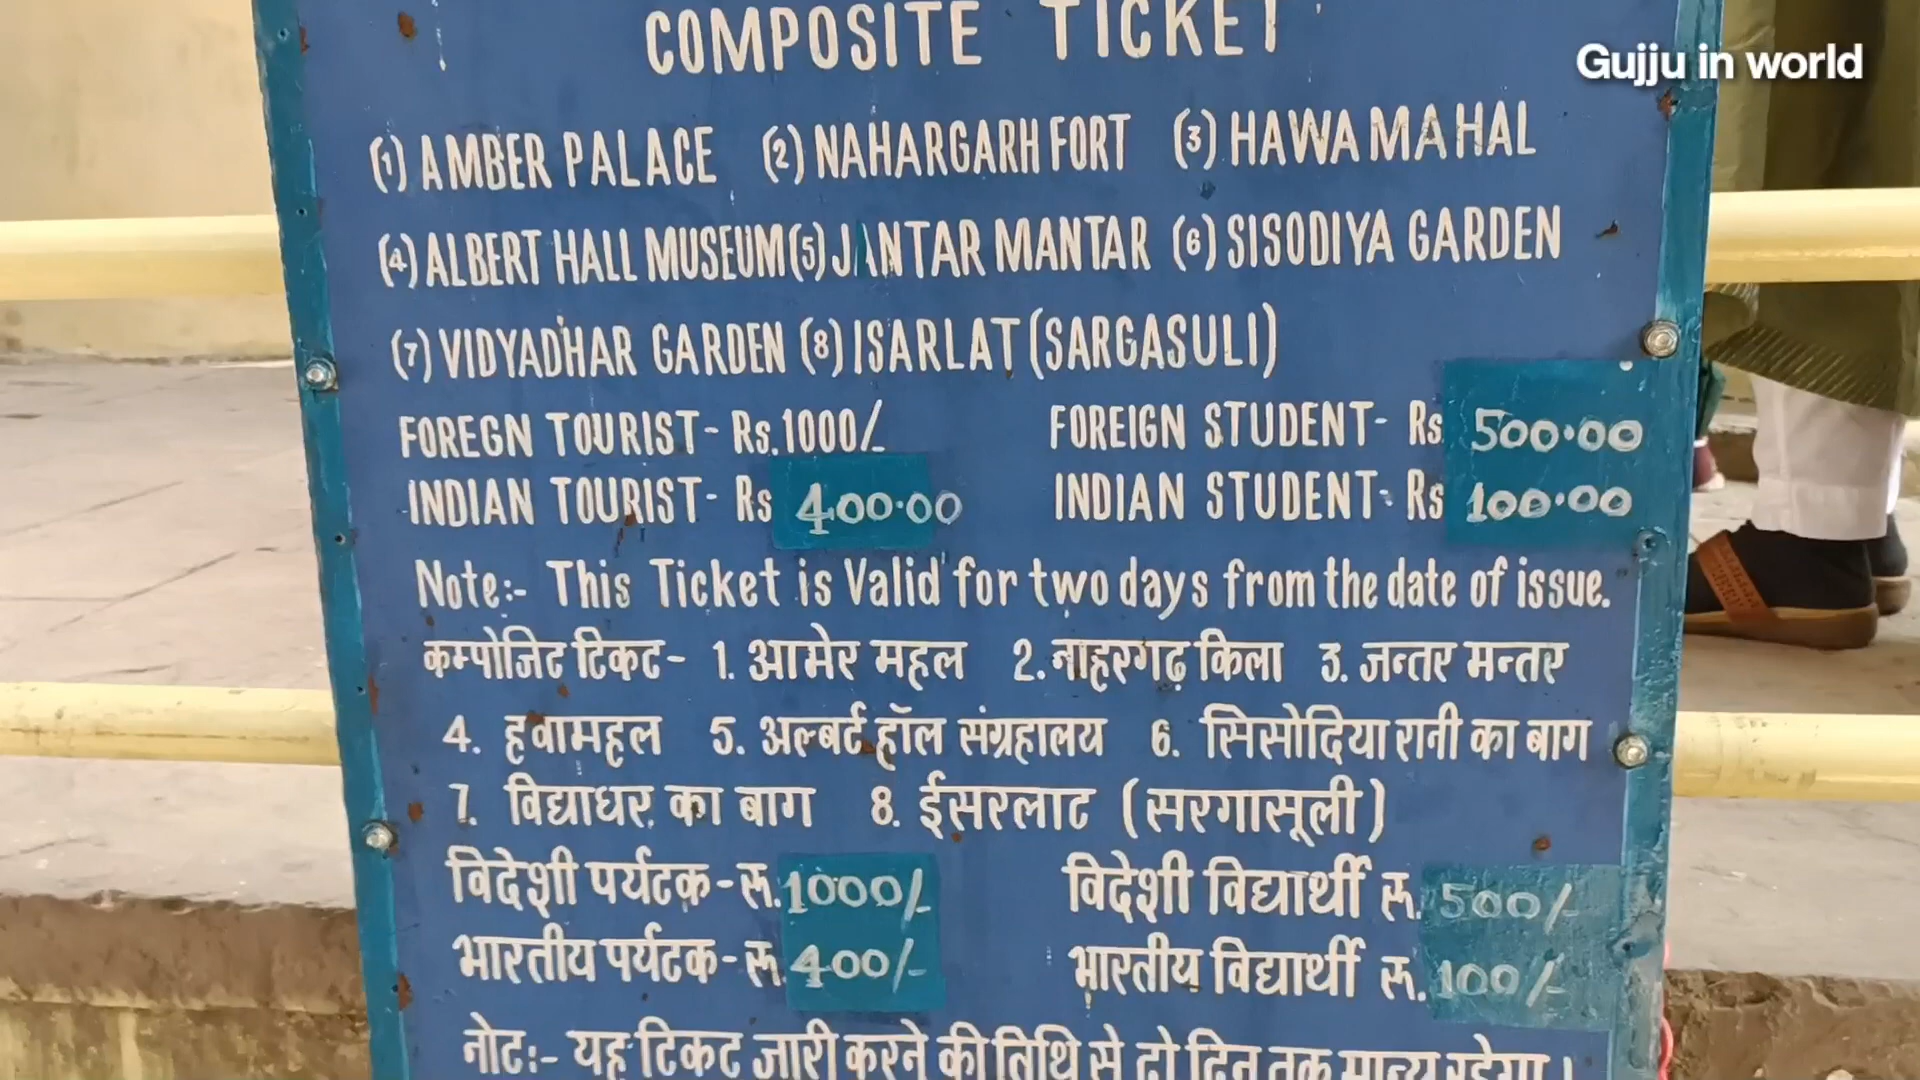 COMPOSITE TICKET
Gujju in world
(1) AMBER PALACE (2) NAHARGARH FORT (3) HAWA MAHAL
(4) ALBERT HALL MUSEUM (5) JANTAR MANTAR (6) SISODIYA GARDEN
(7) VIDYADHAR GARDEN (8) ISARLAT (SARGASULI)
FOREGN TOURIST- Rs.1000/- FOREIGN STUDENT- Rs 500.00
INDIAN TOURIST- Rs 400.00 INDIAN STUDENT- Rs 100.00
Note:- This Ticket is Valid for two days from the date of issue.
कम्पोजिट टिकट- 1. आमेर महल 2. नाहरगढ़ किला 3. जन्तर मन्तर
4. हवामहल 5. अल्बर्ट हॉल संग्रहालय 6. सिसोदिया रानी का बाग
7. विद्याधर का बाग 8. ईसरलाट (सरगासूली)
विदेशी पर्यटक-रू. 1000/- विदेशी विद्यार्थी रू. 500/-
भारतीय पर्यटक-रू. 400/- भारतीय विद्यार्थी रू. 100/-
नोट:- यह टिकट जारी करने की तिथि से दो दिन तक मान्य रहेगा।